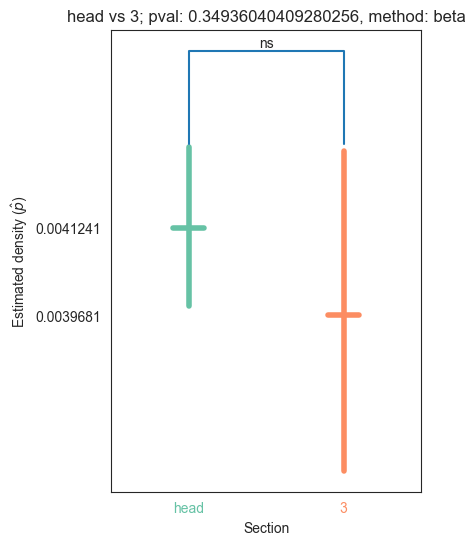 head vs 3; pval: 0.34936040409280256, method: beta
ns
Estimated density (p̂)
0.0041241
0.0039681
head 3
Section